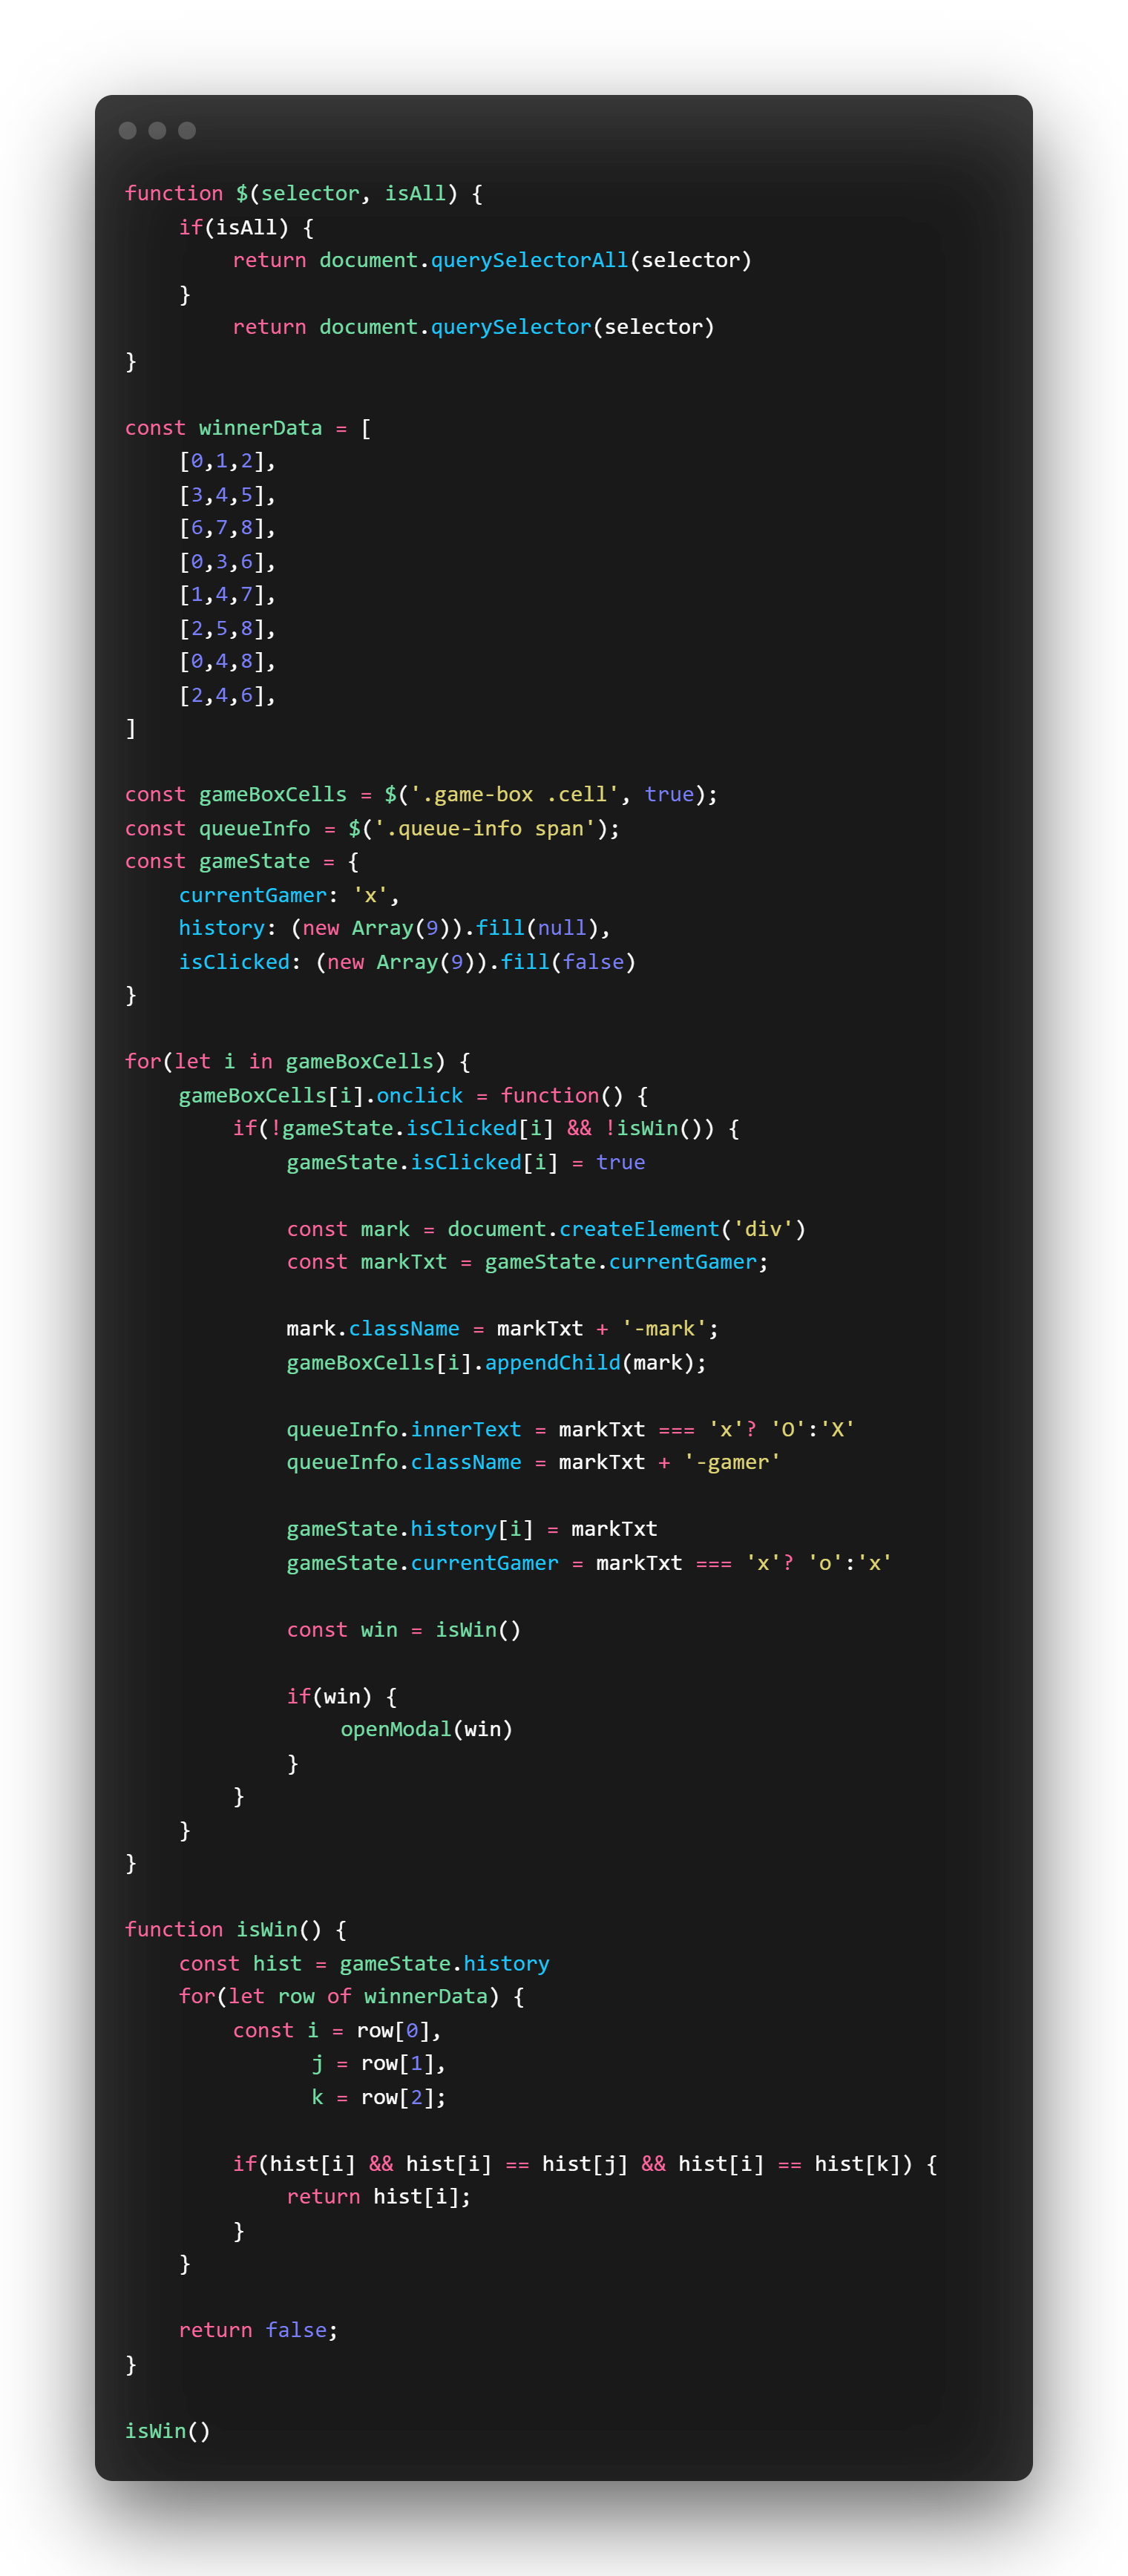 function $(selector, isAll) {
    if(isAll) {
        return document.querySelectorAll(selector)
    }
        return document.querySelector(selector)
}

const winnerData = [
    [0,1,2],
    [3,4,5],
    [6,7,8],
    [0,3,6],
    [1,4,7],
    [2,5,8],
    [0,4,8],
    [2,4,6],
]

const gameBoxCells = $('.game-box .cell', true);
const queueInfo = $('.queue-info span');
const gameState = {
    currentGamer: 'x',
    history: (new Array(9)).fill(null),
    isClicked: (new Array(9)).fill(false)
}

for(let i in gameBoxCells) {
    gameBoxCells[i].onclick = function() {
        if(!gameState.isClicked[i] && !isWin()) {
            gameState.isClicked[i] = true

            const mark = document.createElement('div')
            const markTxt = gameState.currentGamer;

            mark.className = markTxt + '-mark';
            gameBoxCells[i].appendChild(mark);

            queueInfo.innerText = markTxt === 'x'? 'O':'X'
            queueInfo.className = markTxt + '-gamer'

            gameState.history[i] = markTxt
            gameState.currentGamer = markTxt === 'x'? 'o':'x'

            const win = isWin()

            if(win) {
                openModal(win)
            }
        }
    }
}

function isWin() {
    const hist = gameState.history
    for(let row of winnerData) {
        const i = row[0],
              j = row[1],
              k = row[2];

        if(hist[i] && hist[i] == hist[j] && hist[i] == hist[k]) {
            return hist[i];
        }
    }

    return false;
}

isWin()